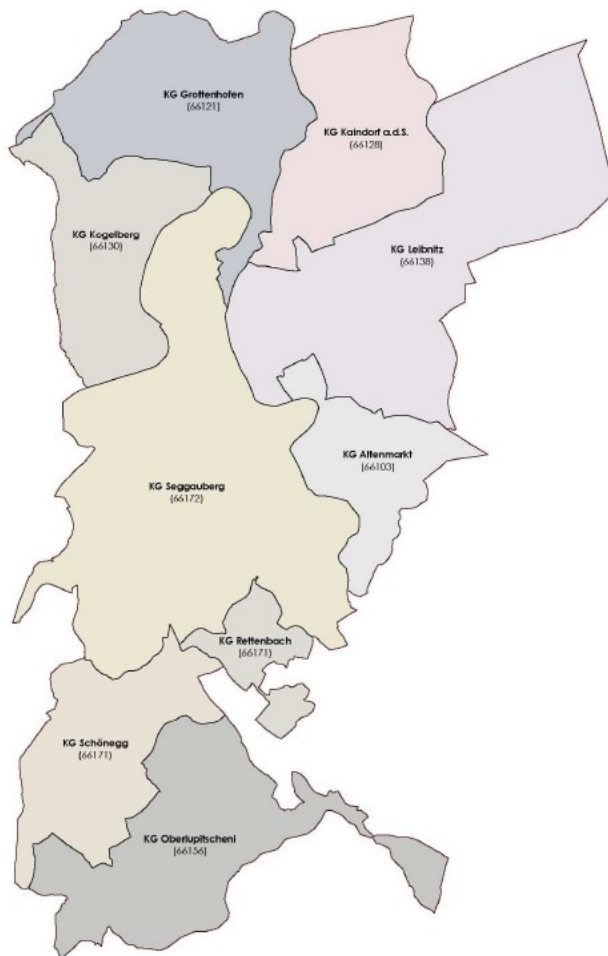 KG Grottenhofen
(66121)
KG Kaindorf a.d.S.
(66128)
KG Kogelberg
(66130)
KG Leibnitz
(66138)
KG Altenmarkt
(66103)
KG Seggauberg
(66172)
KG Rettenbach
(66171)
KG Schönegg
(66171)
KG Oberlupitscheni
(66156)